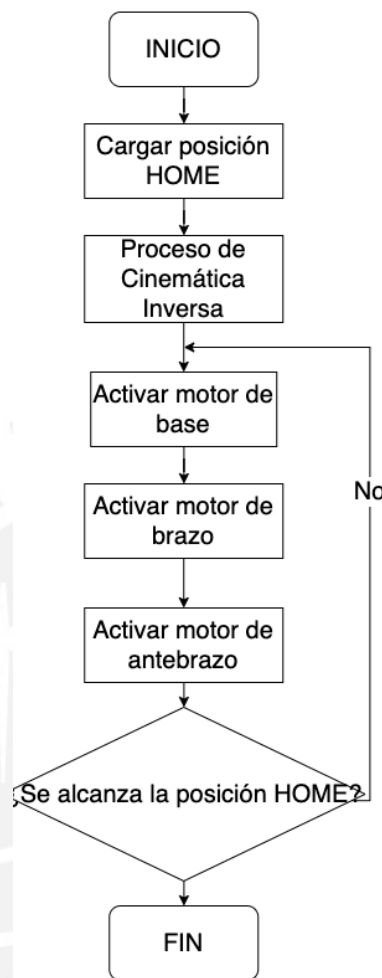 INICIO
Cargar posición
HOME
Proceso de
Cinemática
Inversa
Activar motor de
base
No
Activar motor de
brazo
Activar motor de
antebrazo
¿Se alcanza la posición HOME?
FIN